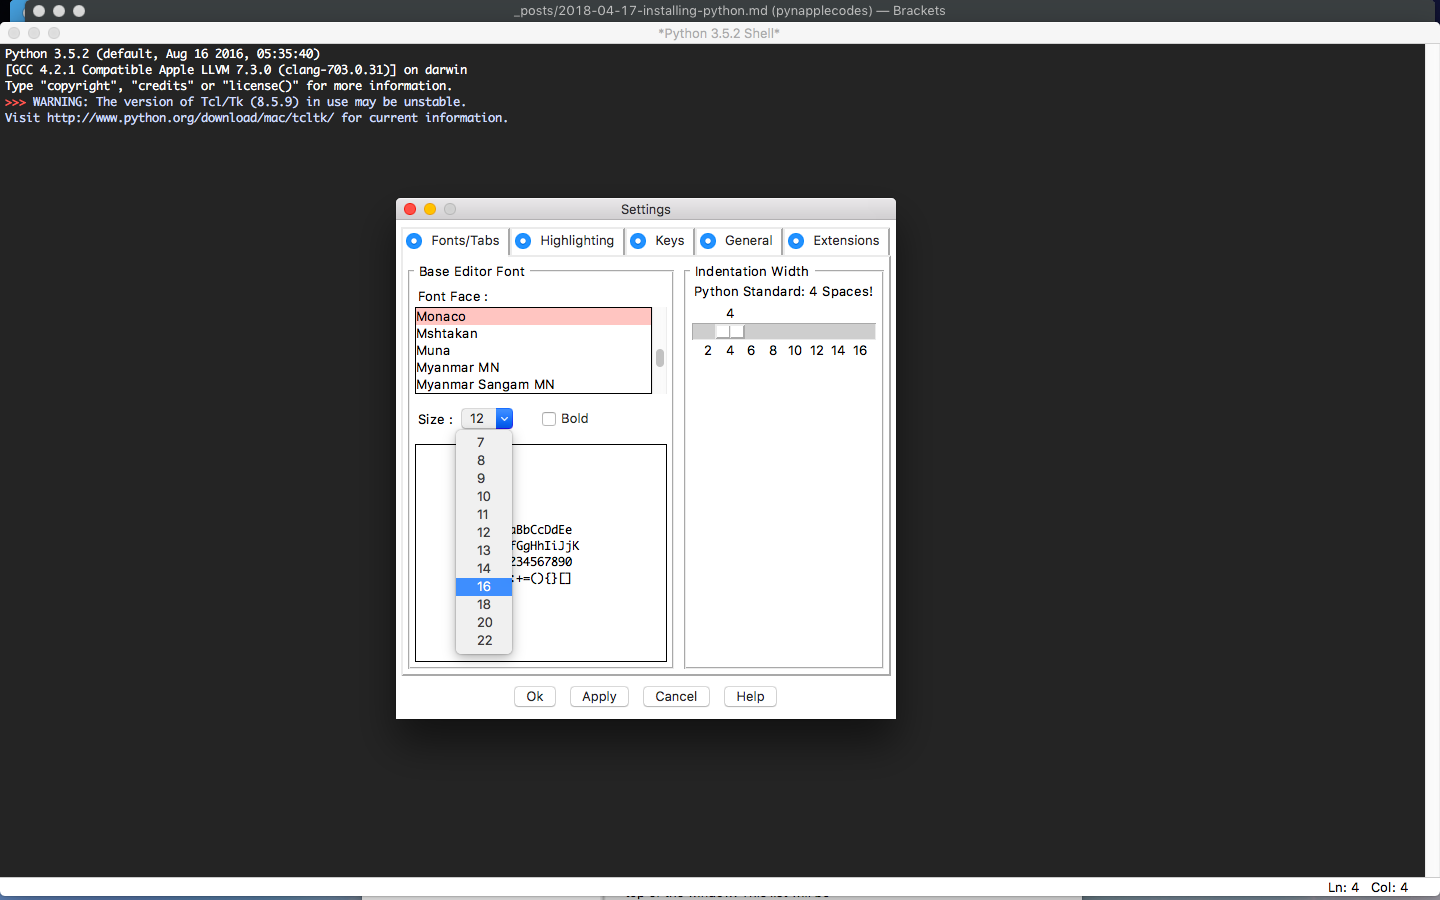 _posts/2018-04-17-installing-python.md (pynapplecodes) — Brackets
*Python 3.5.2 Shell*
Python 3.5.2 (default, Aug 16 2016, 05:35:40)
[GCC 4.2.1 Compatible Apple LLVM 7.3.0 (clang-703.0.31)] on darwin
Type "copyright", "credits" or "license()" for more information.
>>> WARNING: The version of Tcl/Tk (8.5.9) in use may be unstable.
Visit http://www.python.org/download/mac/tcltk/ for current information.
Settings
Fonts/Tabs Highlighting Keys General Extensions
Base Editor Font
Font Face :
Monaco
Mshtakan
Muna
Myanmar MN
Myanmar Sangam MN
Size : 12 Bold
7
8
9
10
11
12
13
14
16
18
20
22
aBbCcDdEe
fGgHhIiJjK
234567890
:+=(){}[]
Indentation Width
Python Standard: 4 Spaces!
4
2 4 6 8 10 12 14 16
Ok Apply Cancel Help
Ln: 4 Col: 4